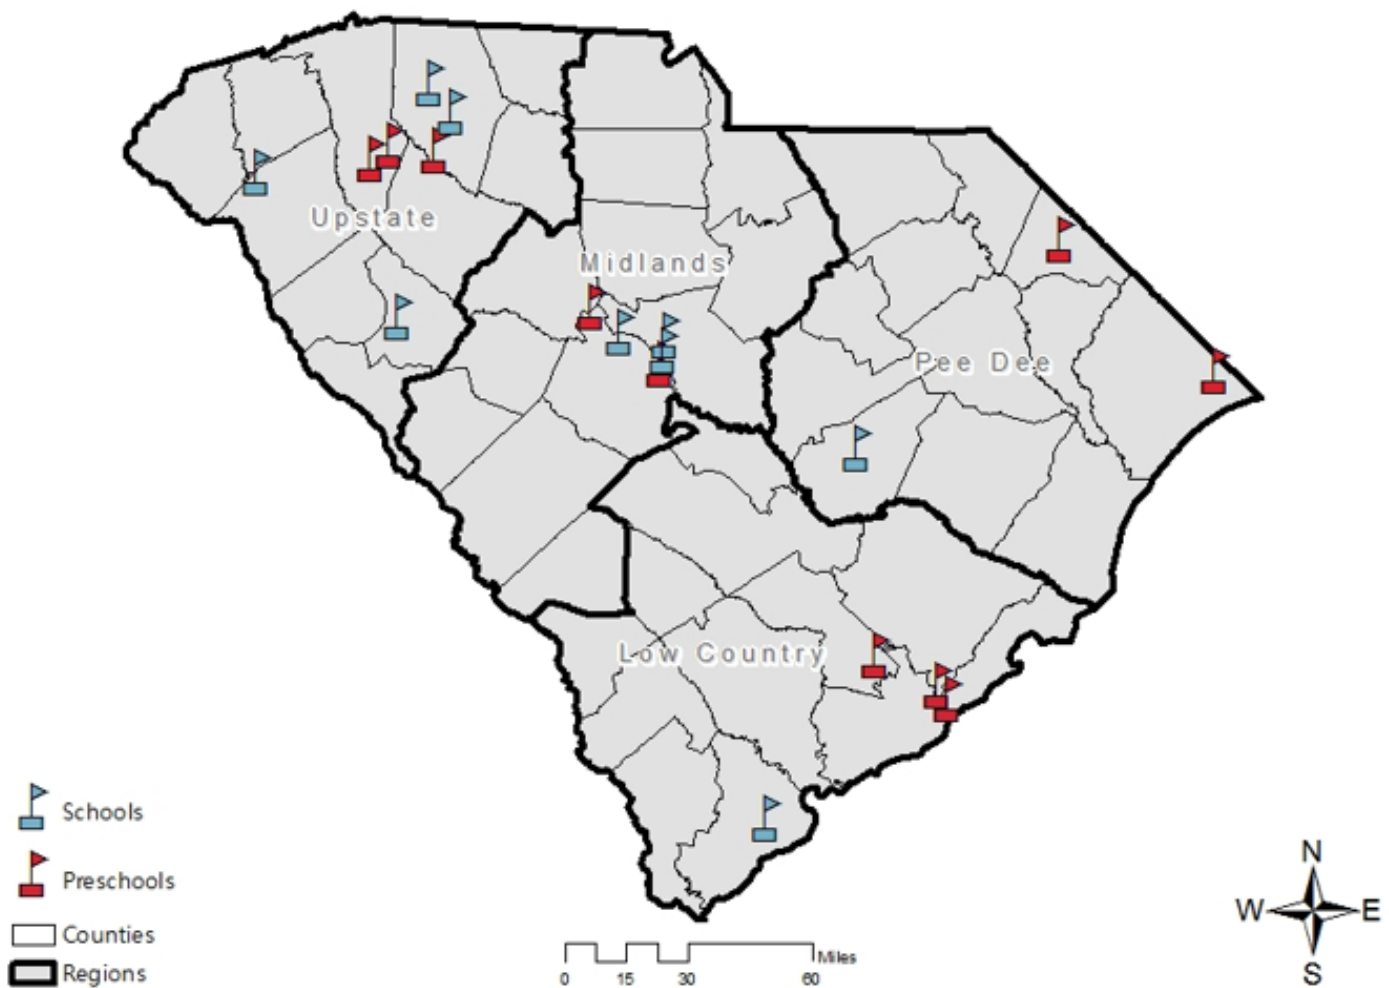 Upstate
Midlands
Pee Dee
Low Country
Schools
Preschools
Counties
Regions
Miles
0 15 30 60
N
W E
S